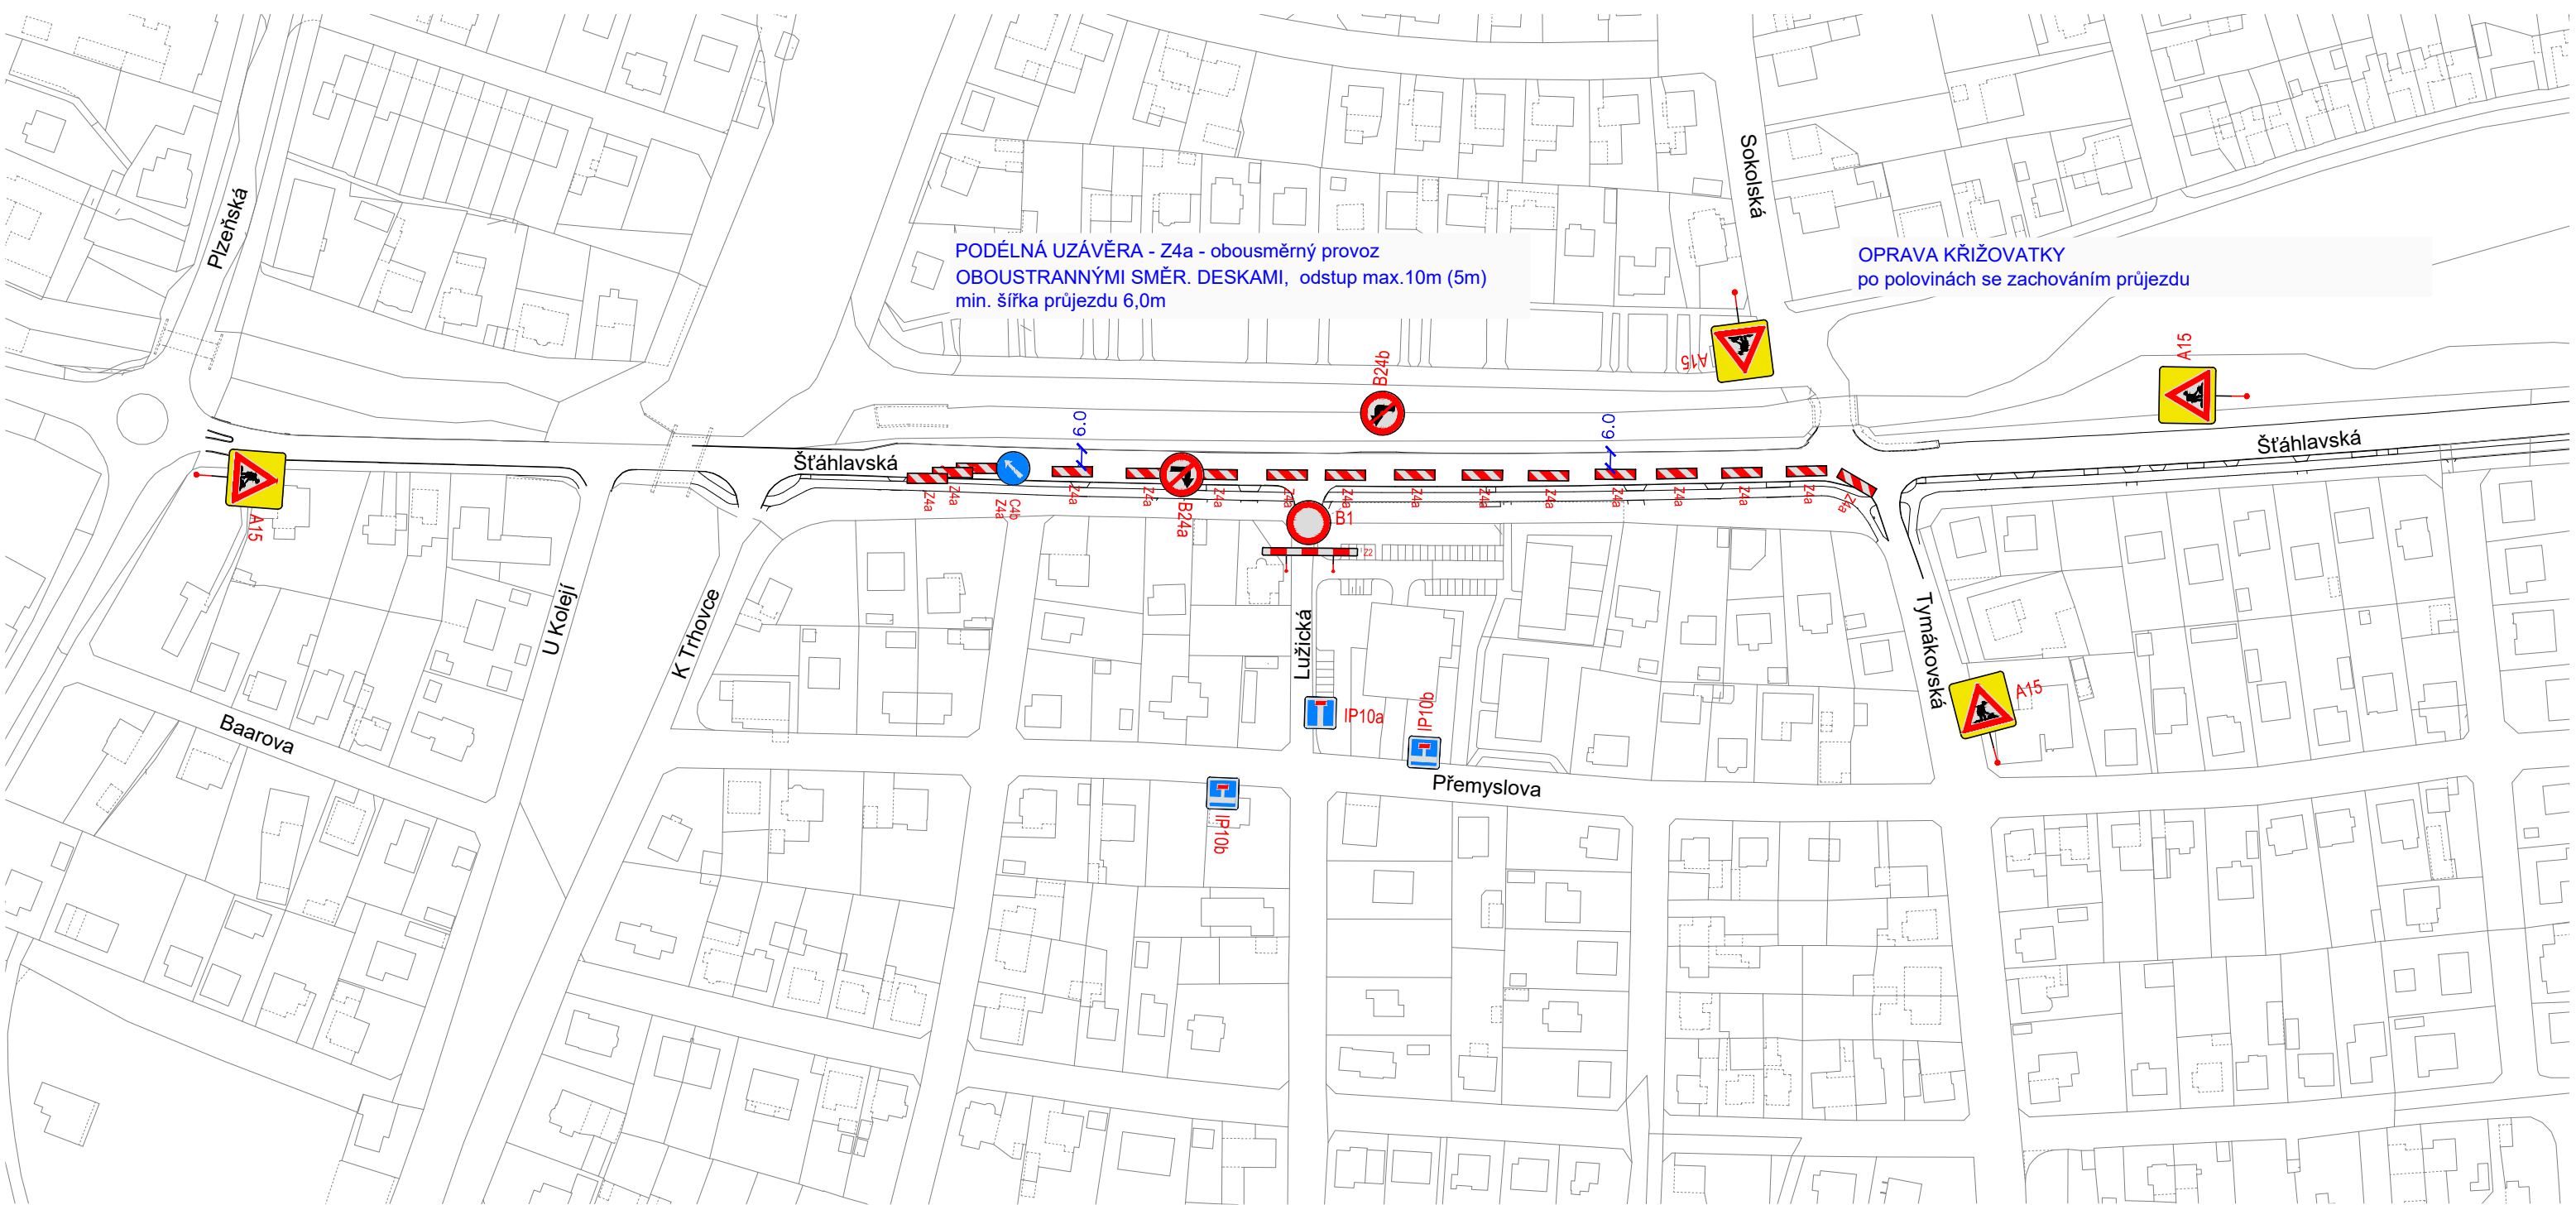 Plzeňská
Sokolská
PODÉLNÁ UZÁVĚRA - Z4a - obousměrný provoz
OBOUSTRANNÝMI SMĚR. DESKAMI, odstup max.10m (5m)
min. šířka průjezdu 6,0m
OPRAVA KŘIŽOVATKY
po polovinách se zachováním průjezdu
A15
A15
B24b
6.0
6.0
Šťáhlavská
Šťáhlavská
A15
Z4a
Z4a
Z4a
C4b
Z4a
Z4a
B24a
Z4a
Z4a
Z4a
Z4a
Z4a
Z4a
Z4a
Z4a
Z4a
Z4a
Z4a
B1
Z2
U Kolejí
K Trhovce
Lužická
Tymákovská
A15
IP10a
IP10b
Baarova
Přemyslova
IP10b